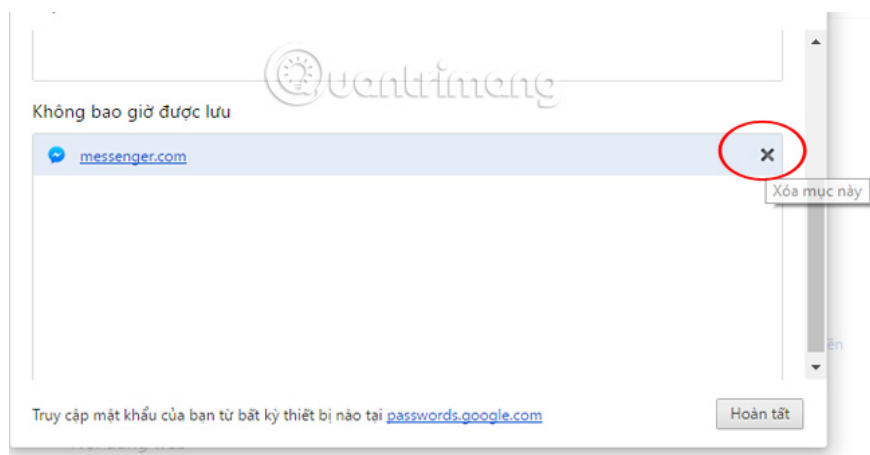 Quantrimang
Không bao giờ được lưu
messenger.com
Xóa mục này
Truy cập mật khẩu của bạn từ bất kỳ thiết bị nào tại passwords.google.com
Hoàn tất